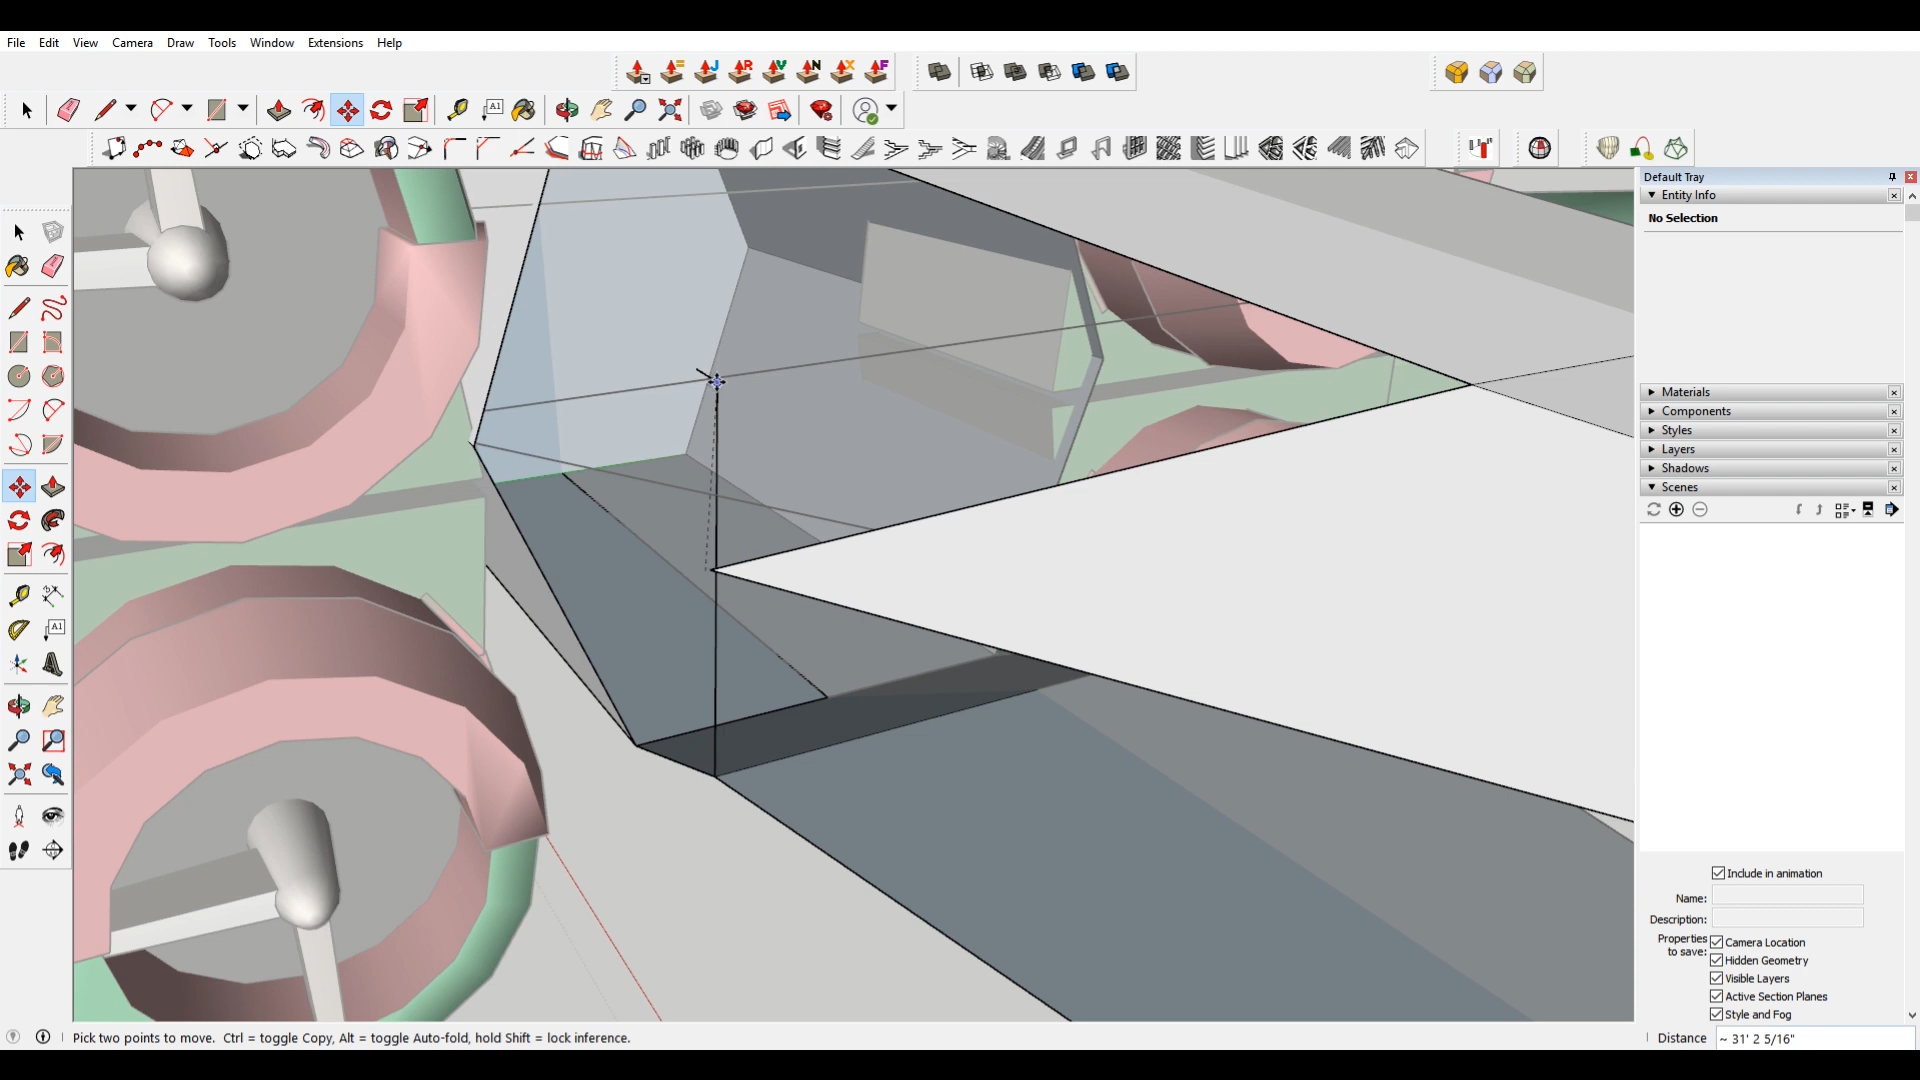 File Edit View Camera Draw Tools Window Extensions Help
= J R V N X F
A1
Default Tray
Entity Info
No Selection
A1
Materials
Components
Styles
Layers
Shadows
Scenes
Include in animation
Name:
Description:
Properties to save:
Camera Location
Hidden Geometry
Visible Layers
Active Section Planes
Style and Fog
Pick two points to move. Ctrl = toggle Copy, Alt = toggle Auto-fold, hold Shift = lock inference.
Distance ~ 31' 2 5/16"